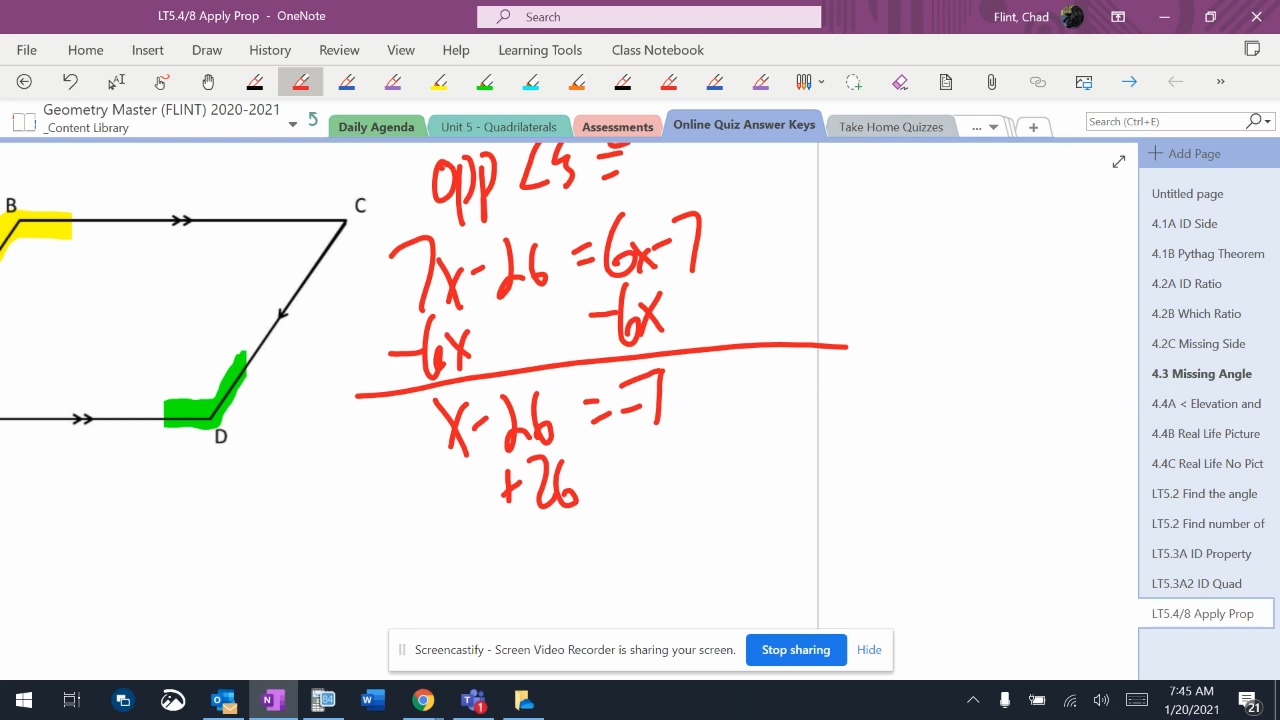 LT5.4/8 Apply Prop - OneNote
Search
Flint, Chad
File Home Insert Draw History Review View Help Learning Tools Class Notebook
Geometry Master (FLINT) 2020-2021
_Content Library
Daily Agenda
Unit 5 - Quadrilaterals
Assessments
Online Quiz Answer Keys
Take Home Quizzes
...
Search (Ctrl+E)
Add Page
Untitled page
4.1A ID Side
4.1B Pythag Theorem
4.2A ID Ratio
4.2B Which Ratio
4.2C Missing Side
4.3 Missing Angle
4.4A < Elevation and
4.4B Real Life Picture
4.4C Real Life No Pict
LT5.2 Find the angle
LT5.2 Find number of
LT5.3A ID Property
LT5.3A2 ID Quad
LT5.4/8 Apply Prop
B
C
D
opp <s ≅
7x - 26 = 6x - 7
-6x -6x
x - 26 = -7
+26
Screencastify - Screen Video Recorder is sharing your screen.
Stop sharing
Hide
84
1
7:45 AM
1/20/2021
21